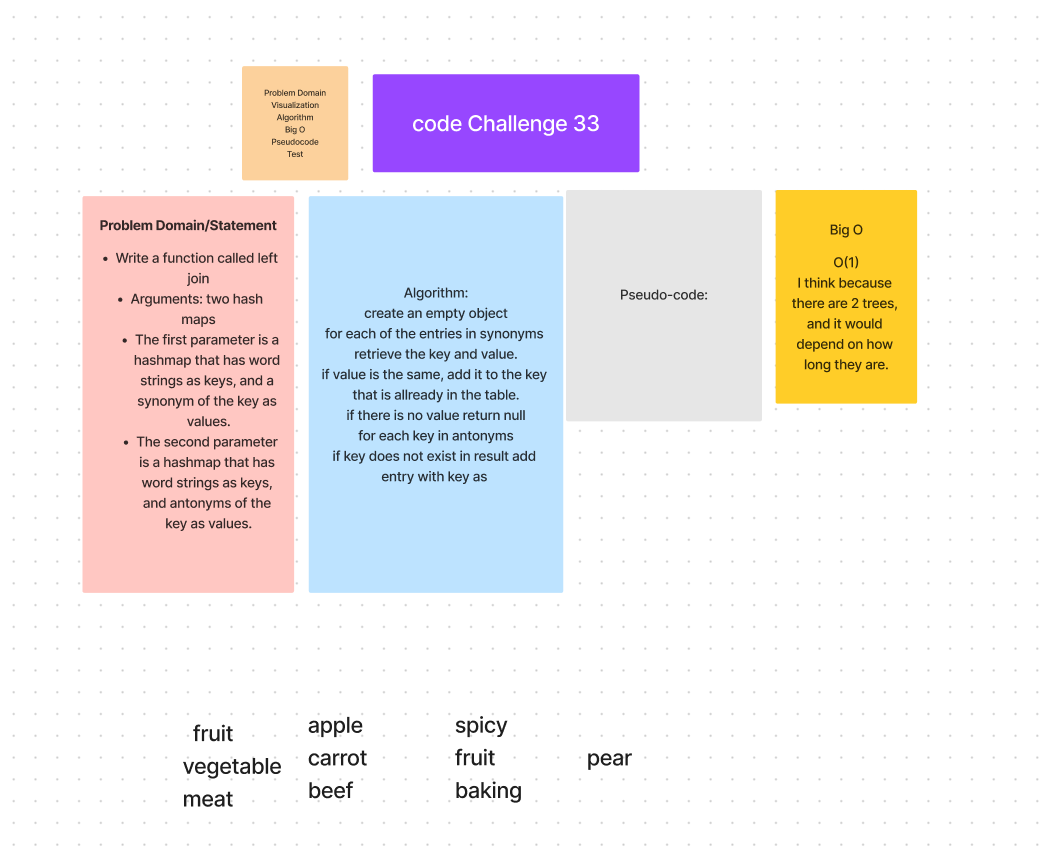 Problem Domain
Visualization
Algorithm
Big O
Pseudocode
Test
code Challenge 33
Problem Domain/Statement
• Write a function called left
join
• Arguments: two hash
maps
• The first parameter is a
hashmap that has word
strings as keys, and a
synonym of the key as
values.
• The second parameter
is a hashmap that has
word strings as keys,
and antonyms of the
key as values.
Algorithm:
create an empty object
for each of the entries in synonyms
retrieve the key and value.
if value is the same, add it to the key
that is allready in the table.
if there is no value return null
for each key in antonyms
if key does not exist in result add
entry with key as
Pseudo-code:
Big O
O(1)
I think because
there are 2 trees,
and it would
depend on how
long they are.
fruit
vegetable
meat
apple
carrot
beef
spicy
fruit
baking
pear